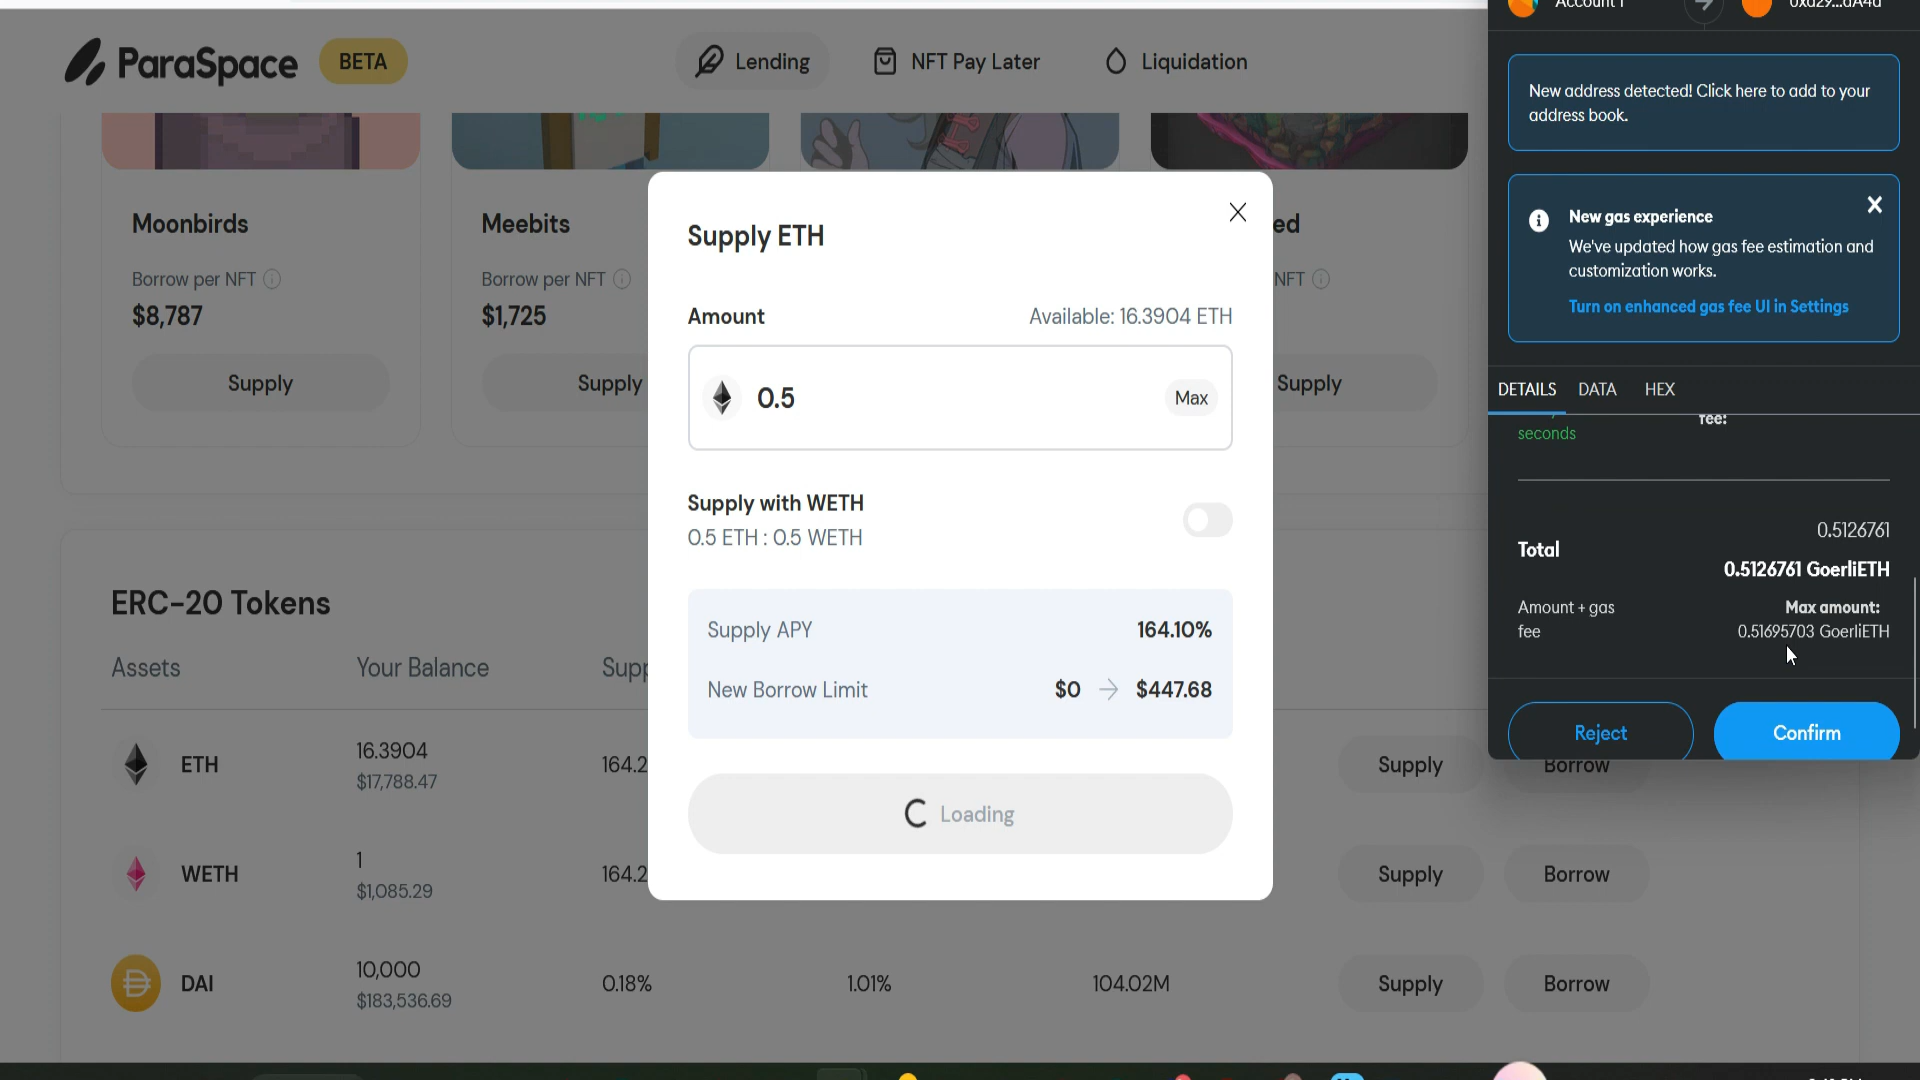 ParaSpace
BETA
Lending
NFT Pay Later
Liquidation
Moonbirds
Borrow per NFT
$8,787
Supply
Meebits
Borrow per NFT
$1,725
Supply
ed
NFT
Supply
Supply ETH
Amount
Available: 16.3904 ETH
0.5
Max
Supply with WETH
0.5 ETH : 0.5 WETH
Supply APY
164.10%
New Borrow Limit
$0
$447.68
Loading
ERC-20 Tokens
Assets
Your Balance
Supp
ETH
16.3904
$17,788.47
164.2
Supply
Borrow
WETH
1
$1,085.29
164.2
Supply
Borrow
DAI
10,000
$183,536.69
0.18%
1.01%
104.02M
Supply
Borrow
Account 1
New address detected! Click here to add to your
address book.
New gas experience
We've updated how gas fee estimation and
customization works.
Turn on enhanced gas fee UI in Settings
DETAILS
DATA
HEX
seconds
fee:
Total
0.5126761
0.5126761 GoerliETH
Amount + gas
fee
Max amount:
0.51695703 GoerliETH
Reject
Confirm